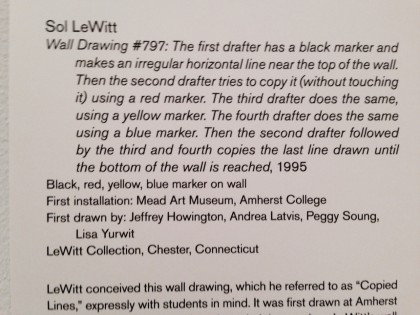 Sol LeWitt
Wall Drawing #797: The first drafter has a black marker and
makes an irregular horizontal line near the top of the wall.
Then the second drafter tries to copy it (without touching
it) using a red marker. The third drafter does the same,
using a yellow marker. The fourth drafter does the same
using a blue marker. Then the second drafter followed
by the third and fourth copies the last line drawn until
the bottom of the wall is reached, 1995
Black, red, yellow, blue marker on wall
First installation: Mead Art Museum, Amherst College
First drawn by: Jeffrey Howington, Andrea Latvis, Peggy Soung,
Lisa Yurwit
LeWitt Collection, Chester, Connecticut
LeWitt conceived this wall drawing, which he referred to as “Copied
Lines,” expressly with students in mind. It was first drawn at Amherst